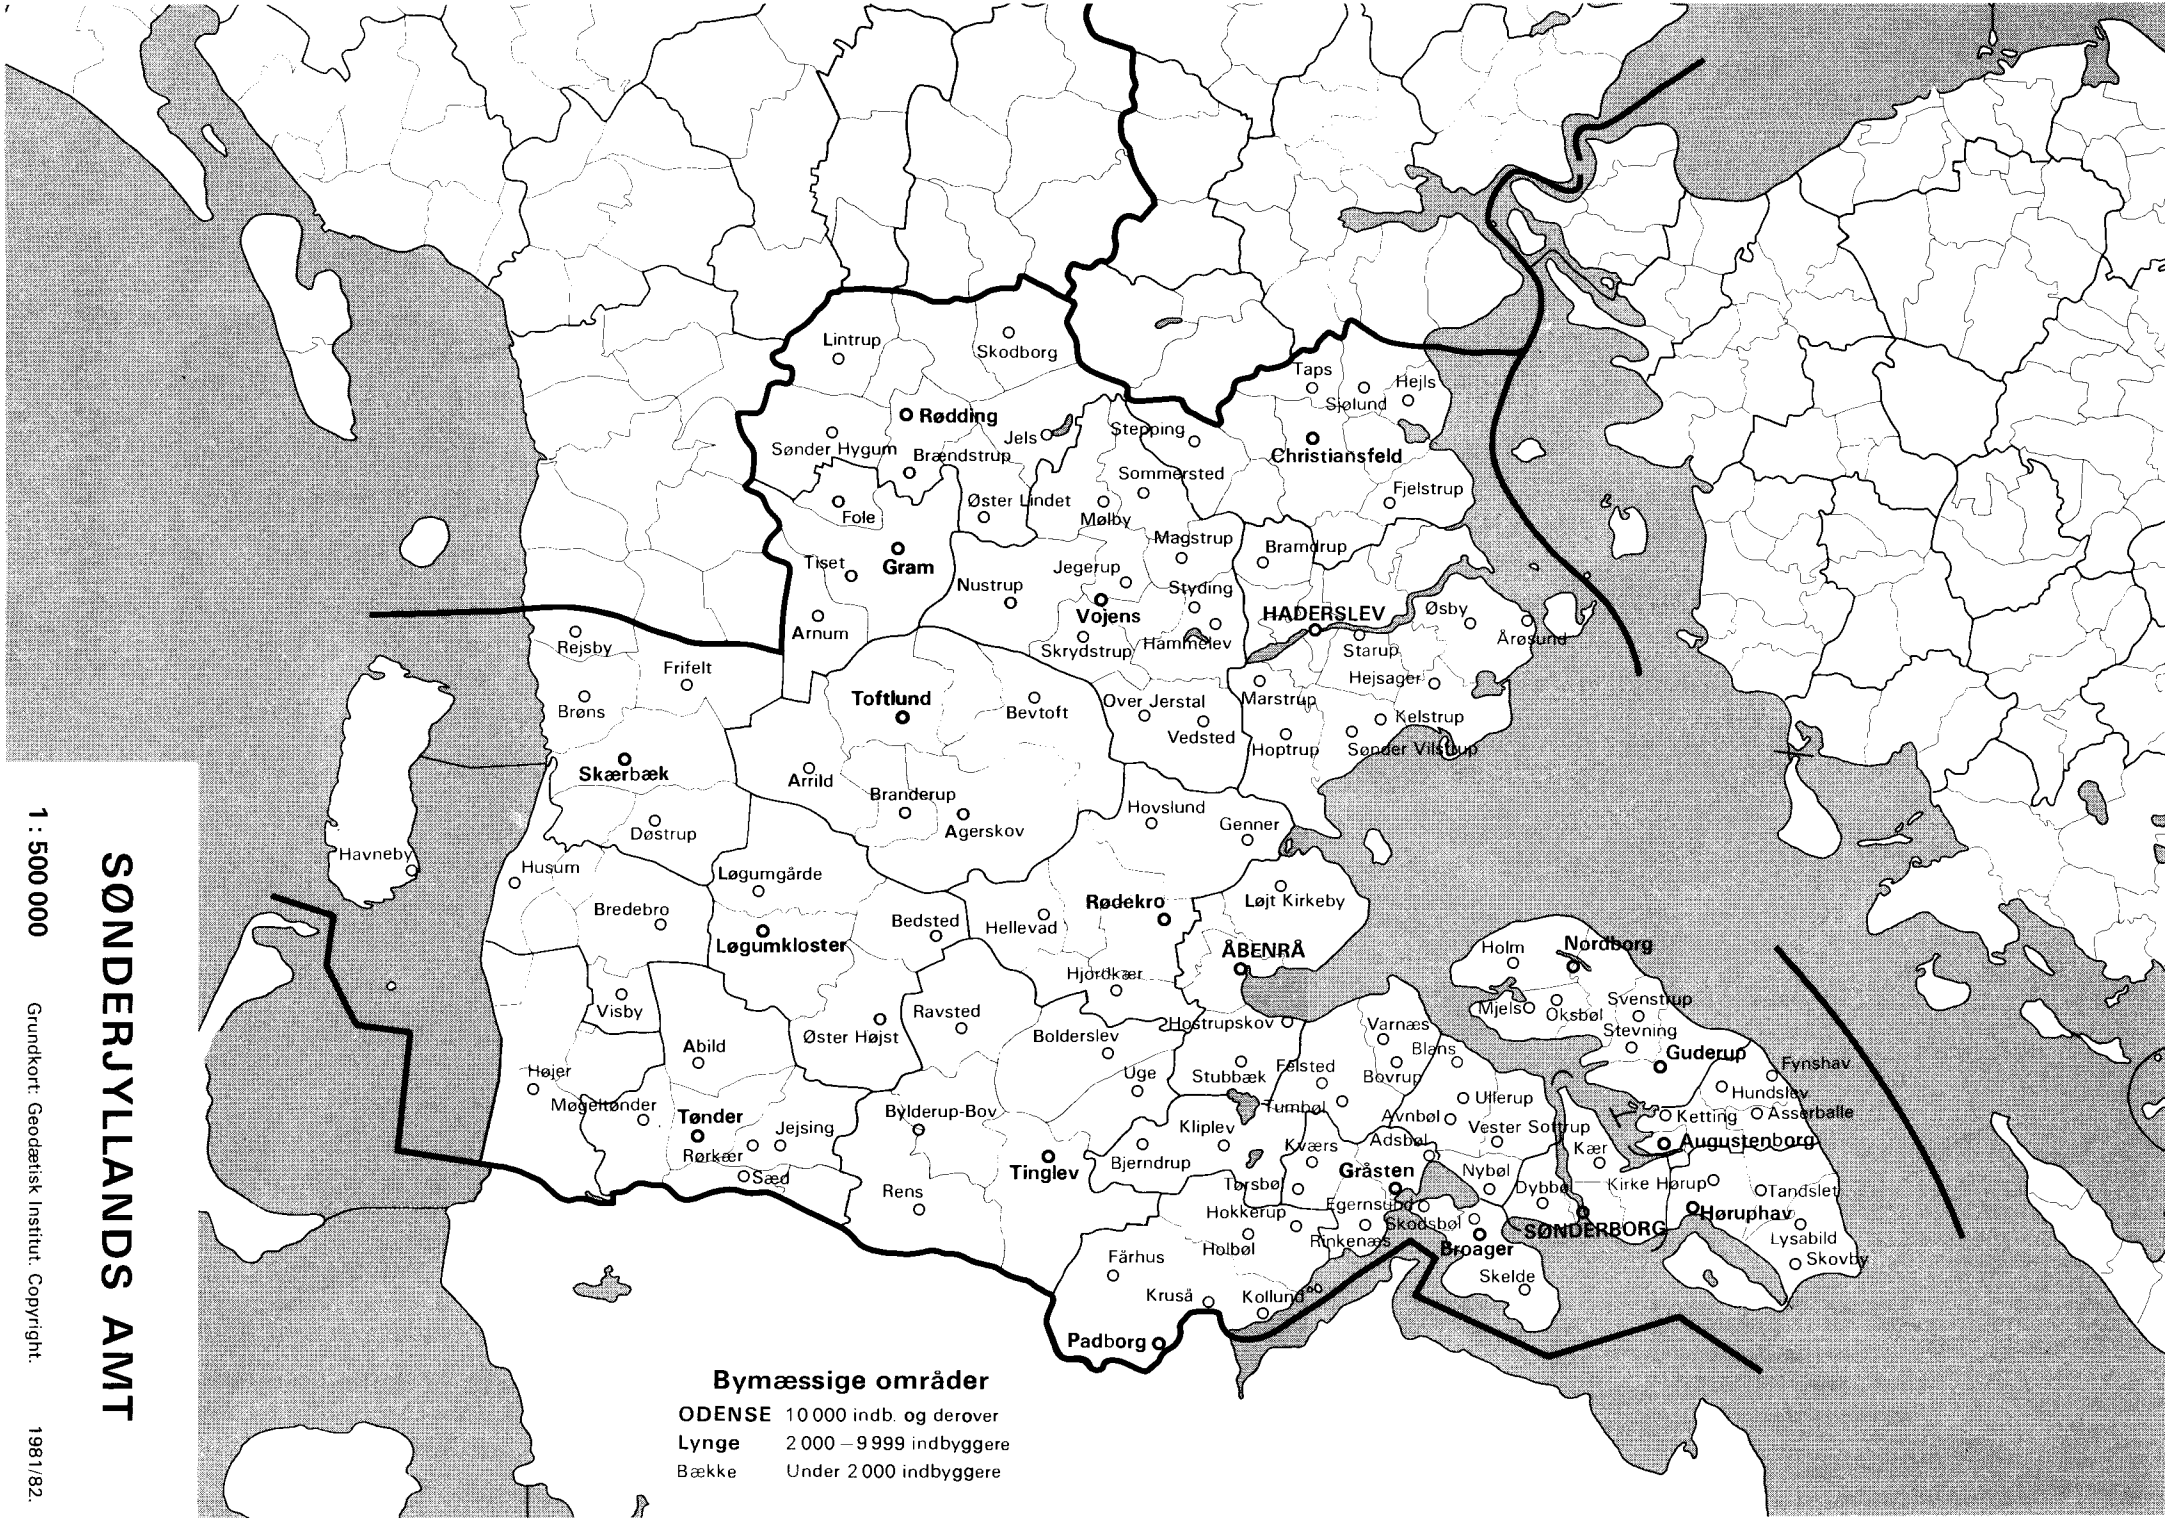 SØNDERJYLLANDS AMT
1:500 000
Grundkort: Geodætisk Institut. Copyright.
1981/82.
Lintrup
Skodborg
Taps
Sjølund
Hejls
Rødding
Sønder Hygum
Brændstrup
Jels
Stepping
Christiansfeld
Sommersted
Fjelstrup
Øster Lindet
Fole
Mølby
Magstrup
Bramdrup
Tiset
Gram
Jegerup
Nustrup
Styding
Vojens
HADERSLEV
Øsby
Arnum
Årøsund
Rejsby
Skrydstrup
Hammelev
Starup
Frifelt
Hejsager
Toftlund
Bevtoft
Over Jerstal
Marstrup
Brøns
Kelstrup
Vedsted
Hoptrup
Sønder Vilstrup
Skærbæk
Arrild
Branderup
Hovslund
Døstrup
Agerskov
Genner
Havneby
Husum
Løgumgårde
Rødekro
Løjt Kirkeby
Bredebro
Bedsted
Hellevad
Løgumkloster
ÅBENRÅ
Holm
Nordborg
Hjordkær
Visby
Ravsted
Mjels
Oksbøl
Svenstrup
Øster Højst
Bolderslev
Hostrupskov
Varnæs
Stevning
Abild
Blans
Guderup
Højer
Uge
Stubbæk
Felsted
Bovrup
Fynshav
Hundslev
Møgeltønder
Tumbøl
Ullerup
Tønder
Bylderup-Bov
Avnbøl
Ketting
Asserballe
Jejsing
Kliplev
Vester Sottrup
Rørkær
Kværs
Adsbøl
Kær
Augustenborg
Tinglev
Bjerndrup
Gråsten
Nybøl
Sæd
Torsbøl
Dybbøl
Kirke Hørup
Tandslet
Rens
Hokkerup
Egernsund
Høruphav
Skodsbøl
SØNDERBORG
Holbøl
Rinkenæs
Broager
Lysabild
Fårhus
Skovby
Skelde
Kruså
Kollund
Padborg
Bymæssige områder
ODENSE 10 000 indb. og derover
Lynge 2 000 – 9 999 indbyggere
Bække Under 2 000 indbyggere